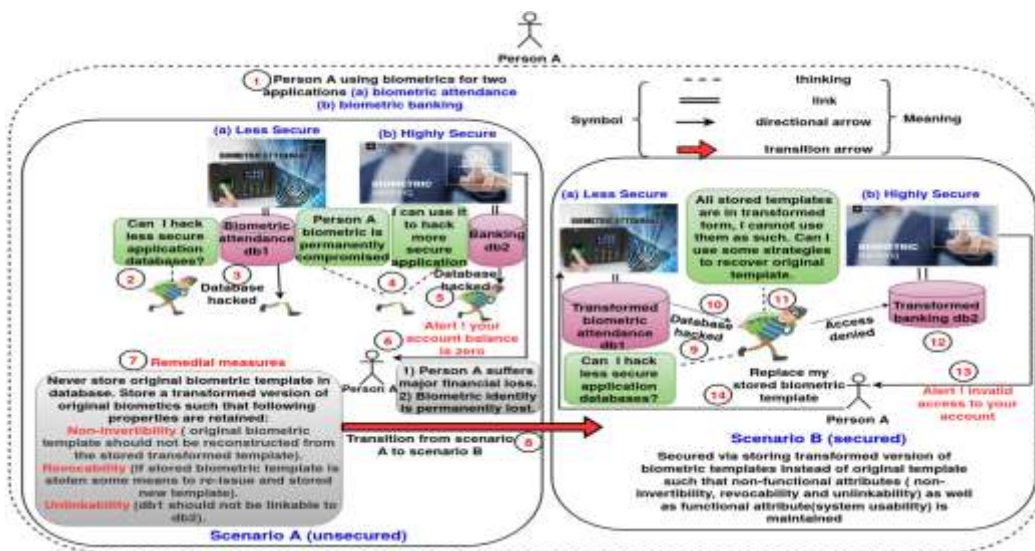 Person A
1
Person A using biometrics for two
applications (a) biometric attendance
(b) biometric banking
Symbol
thinking
link
directional arrow
transition arrow
Meaning
(a) Less Secure
(b) Highly Secure
BIOMETRIC
Can I hack
less secure
application
databases?
2
Biometric
attendance
db1
3
Database
hacked
Person A
biometric is
permanently
compromised
I can use it
to hack
more
secure
application
4
Banking
db2
Database
hacked
5
Alert ! your
account balance
is zero
6
Person A
1) Person A suffers
major financial loss.
2) Biometric identity
is permanently lost.
7
Remedial measures
Never store original biometric template in
database. Store a transformed version of
original biometics such that following
properties are retained:
Non-invertibility ( original biometric
template should not be reconstructed from
the stored transformed template).
Revocability (if stored biometric template is
stolen some means to re-issue and stored
new template).
Unlinkability (db1 should not be linkable to
db2).
Scenario A (unsecured)
Transition from scenario
A to scenario B
8
(a) Less Secure
All stored templates
are in transformed
form, I cannot use
them as such. Can I
use some strategies
to recover original
template.
(b) Highly Secure
Transformed
biometric
attendance
db1
10
Database
hacked
9
11
Access
denied
Transformed
banking db2
12
Can I hack
less secure
application
databases?
Replace my
stored biometric
template
14
Person A
13
Alert ! invalid
access to your
account
Scenario B (secured)
Secured via storing transformed version of
biometric templates instead of original template
such that non-functional attributes ( non-
invertibility, revocability and unlinkability) as well
as functional attribute(system usability) is
maintained